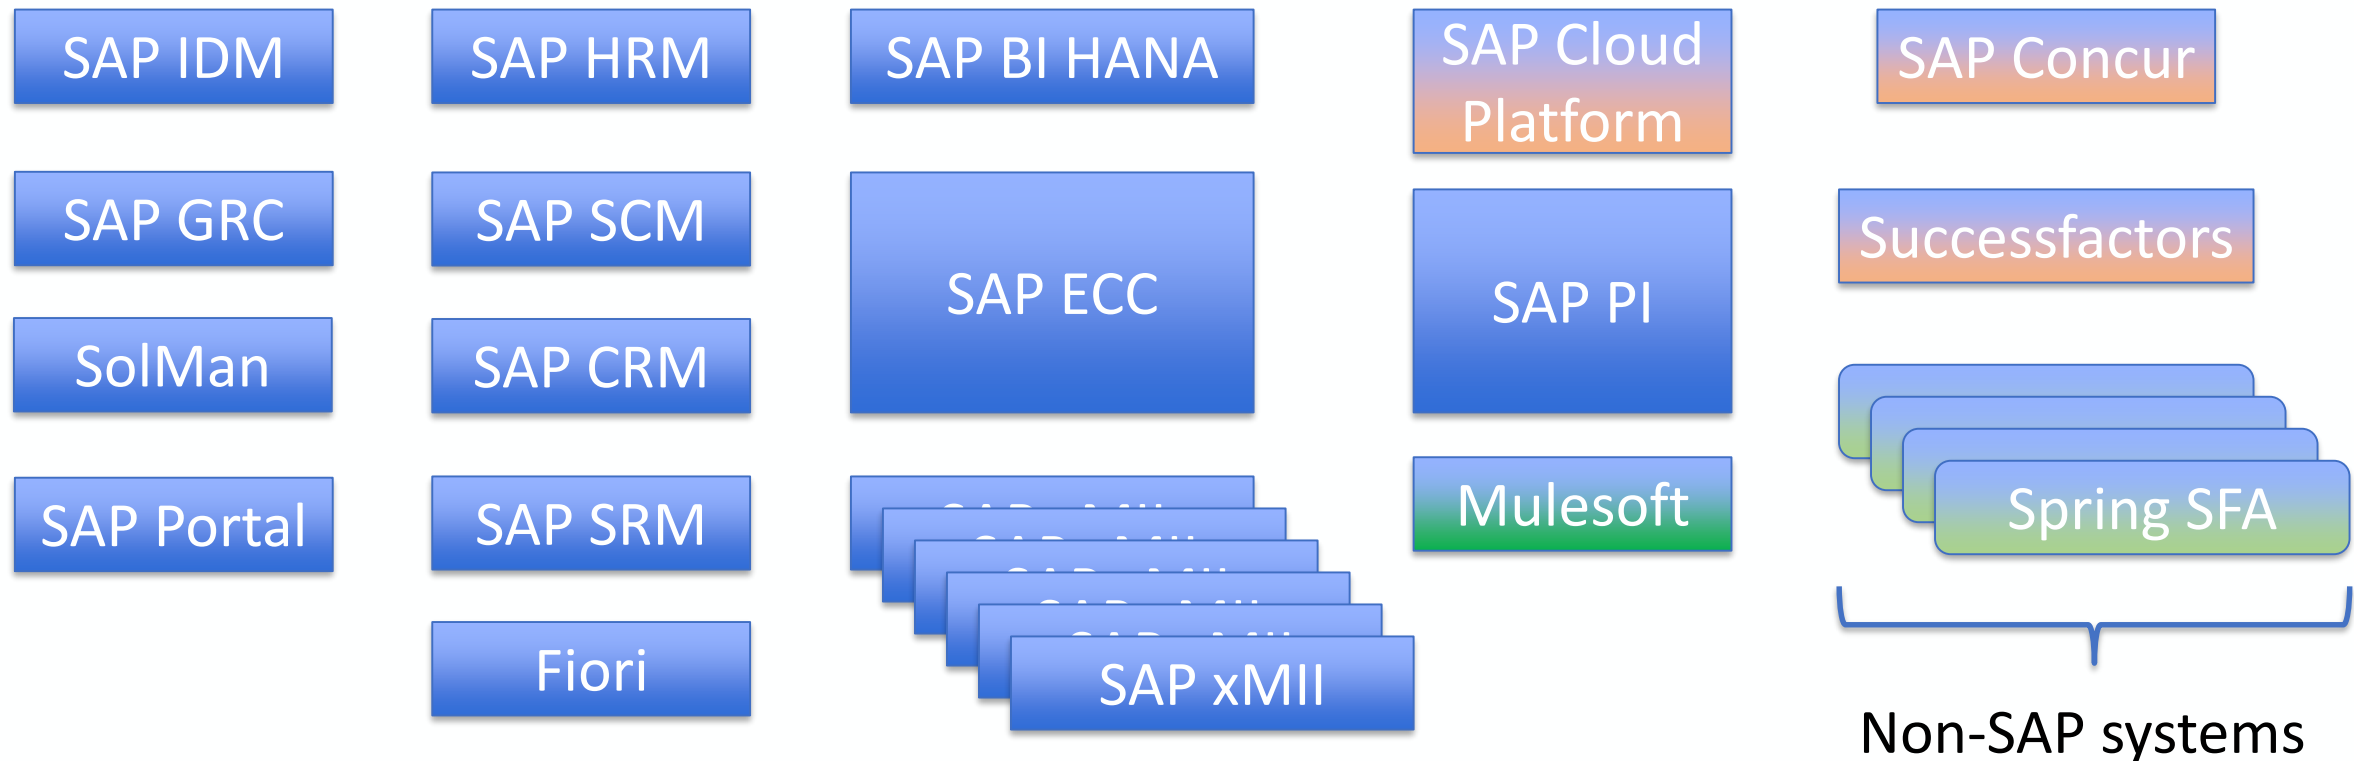 SAP IDM
SAP HRM
SAP BI HANA
SAP Cloud
Platform
SAP Concur
SAP GRC
SAP SCM
SAP ECC
SAP PI
Successfactors
SolMan
SAP CRM
SAP Portal
SAP SRM
Mulesoft
Spring SFA
Fiori
SAP xMII
Non-SAP systems